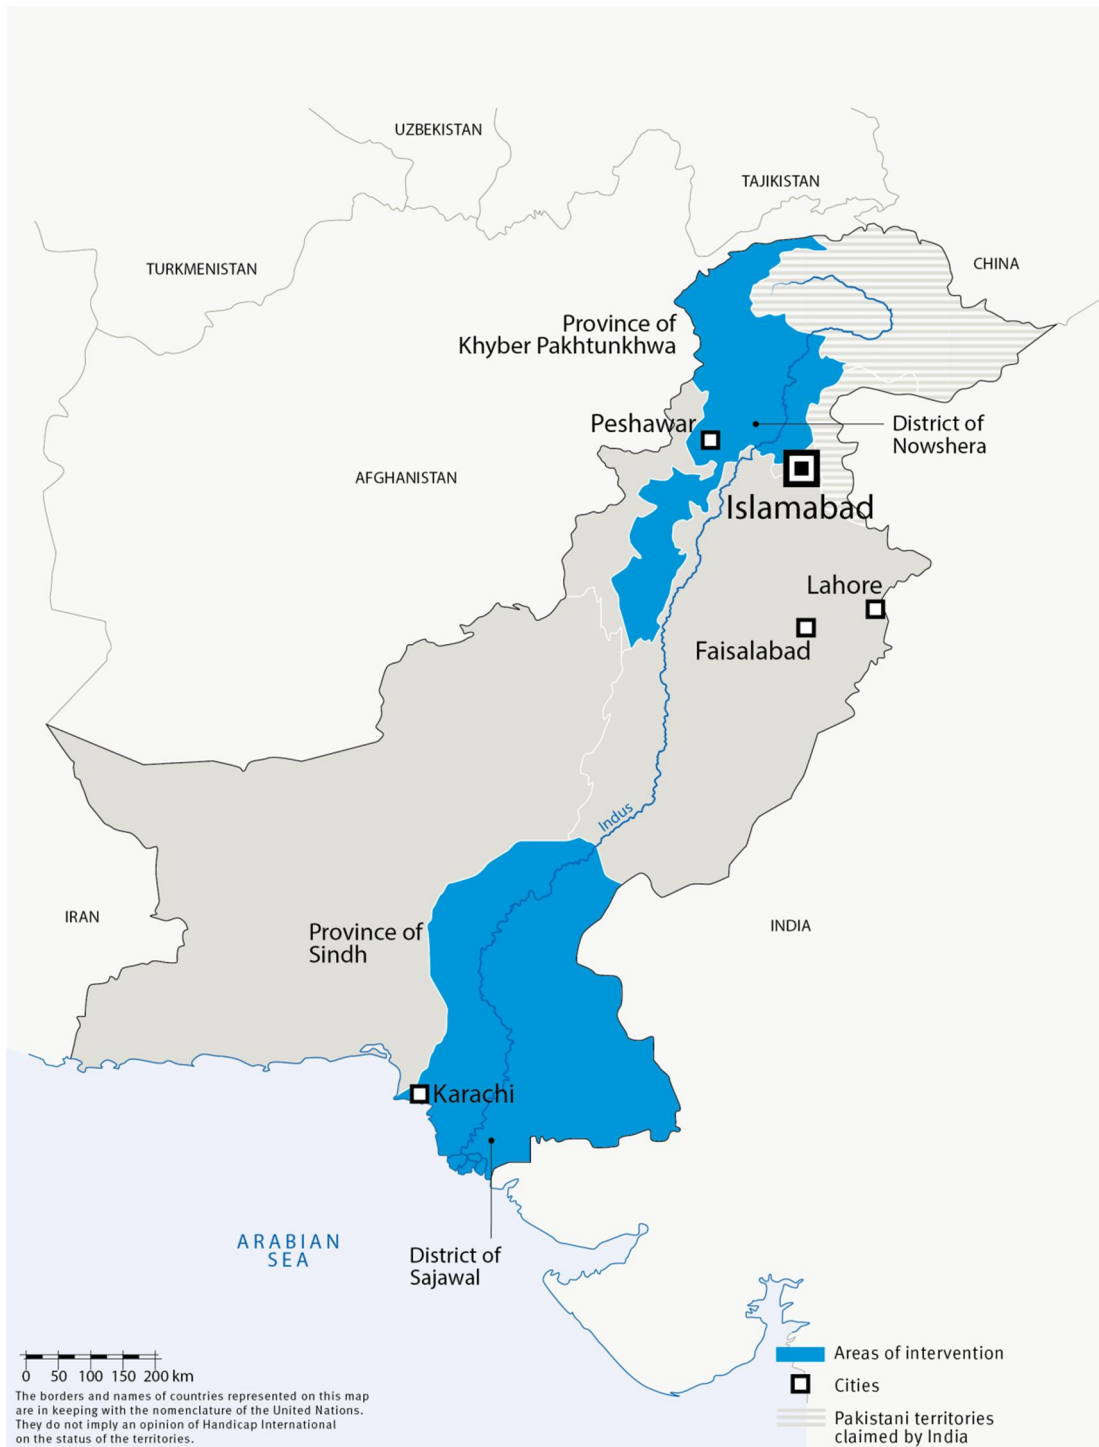 UZBEKISTAN
TAJIKISTAN
TURKMENISTAN
CHINA
Province of
Khyber Pakhtunkhwa
Peshawar
District of
Nowshera
AFGHANISTAN
Islamabad
Lahore
Faisalabad
Indus
IRAN
Province of
Sindh
INDIA
Karachi
ARABIAN
SEA
District of
Sajawal
Areas of intervention
Cities
Pakistani territories
claimed by India
0 50 100 150 200 km
The borders and names of countries represented on this map
are in keeping with the nomenclature of the United Nations.
They do not imply an opinion of Handicap International
on the status of the territories.